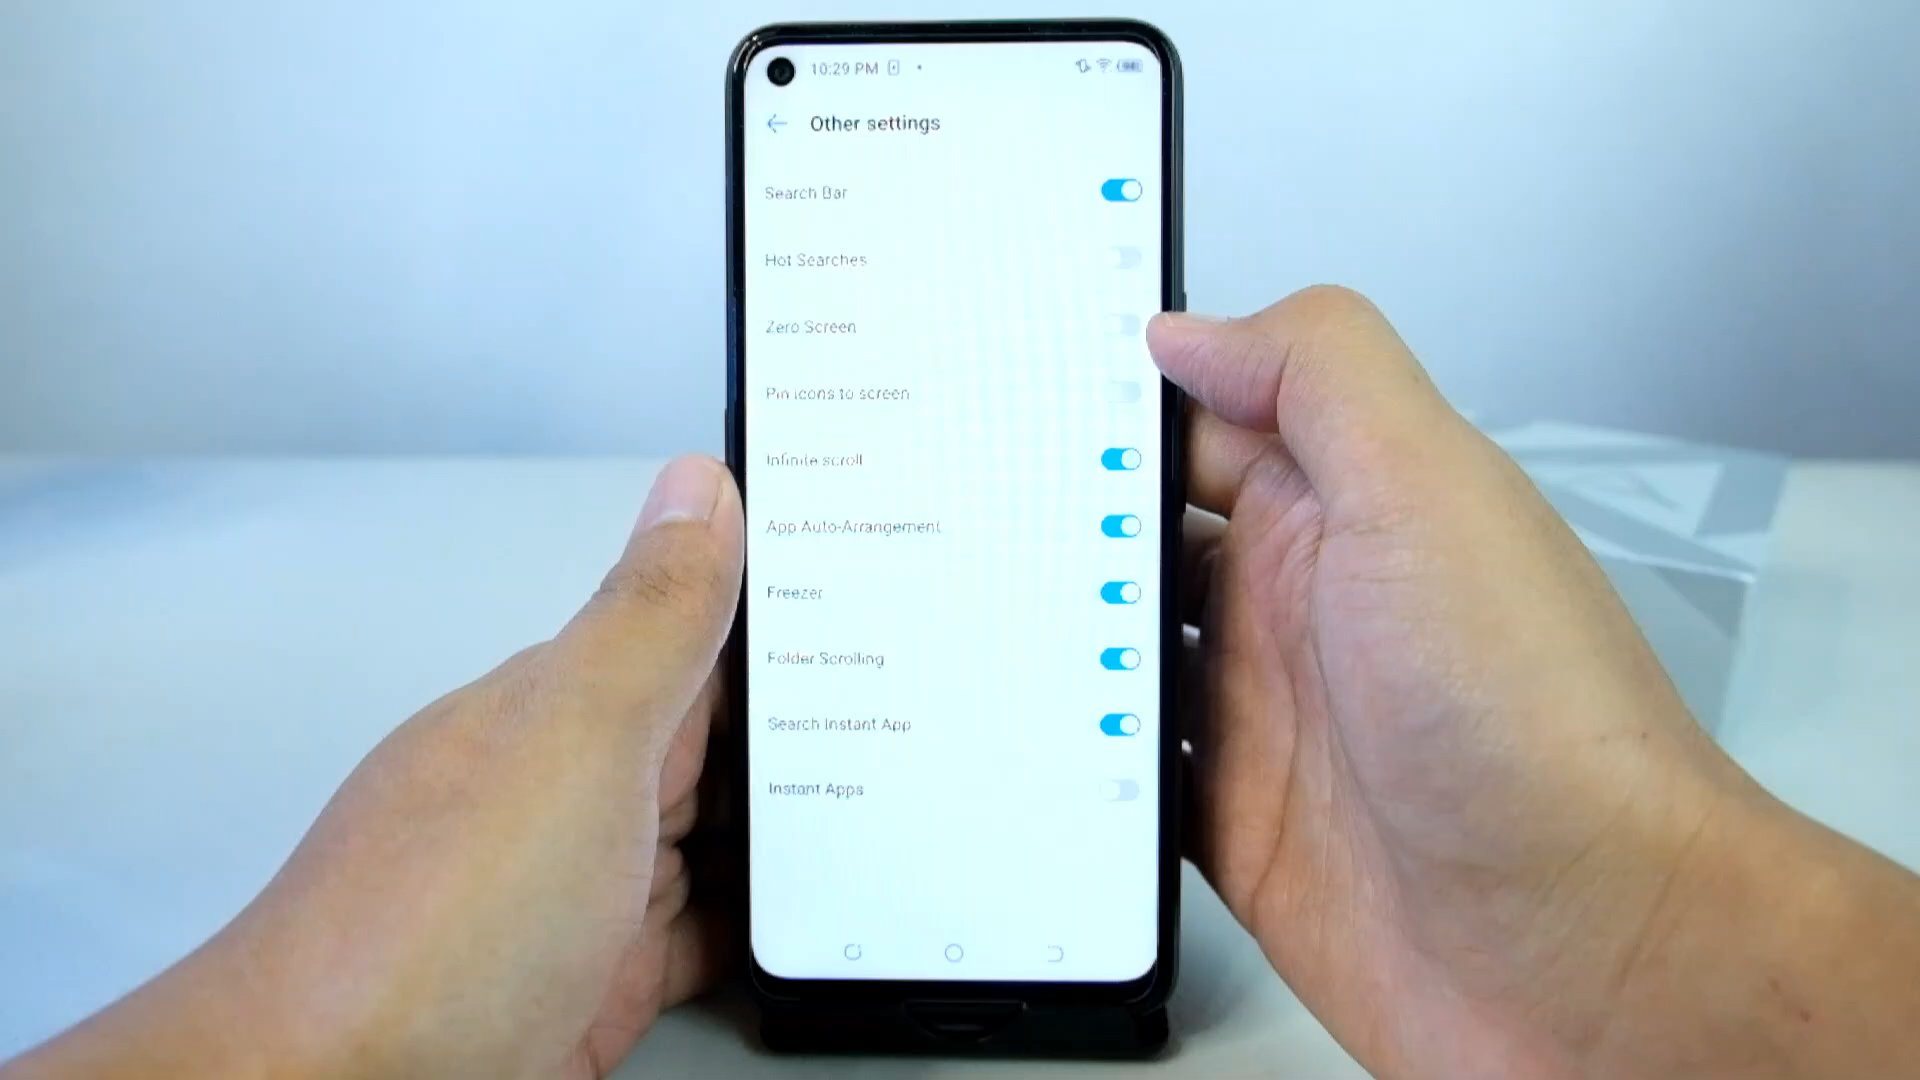 10:29 PM
Other settings
Search Bar
Hot Searches
Zero Screen
Pin icons to screen
Infinite scroll
App Auto-Arrangement
Freezer
Folder Scrolling
Search Instant App
Instant Apps